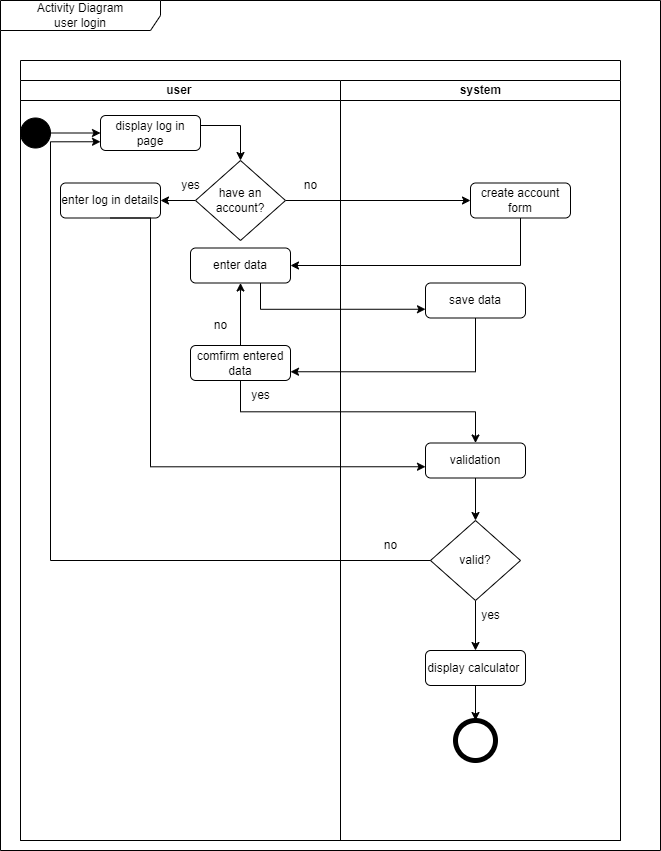 Activity Diagram
user login
user
system
display log in
page
yes
have an
account?
no
enter log in details
create account
form
enter data
save data
no
comfirm entered
data
yes
validation
no
valid?
yes
display calculator